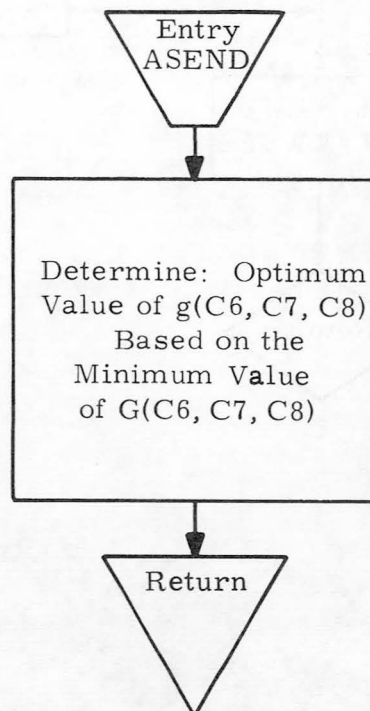 Entry
ASEND
Determine: Optimum
Value of g(C6, C7, C8)
Based on the
Minimum Value
of G(C6, C7, C8)
Return